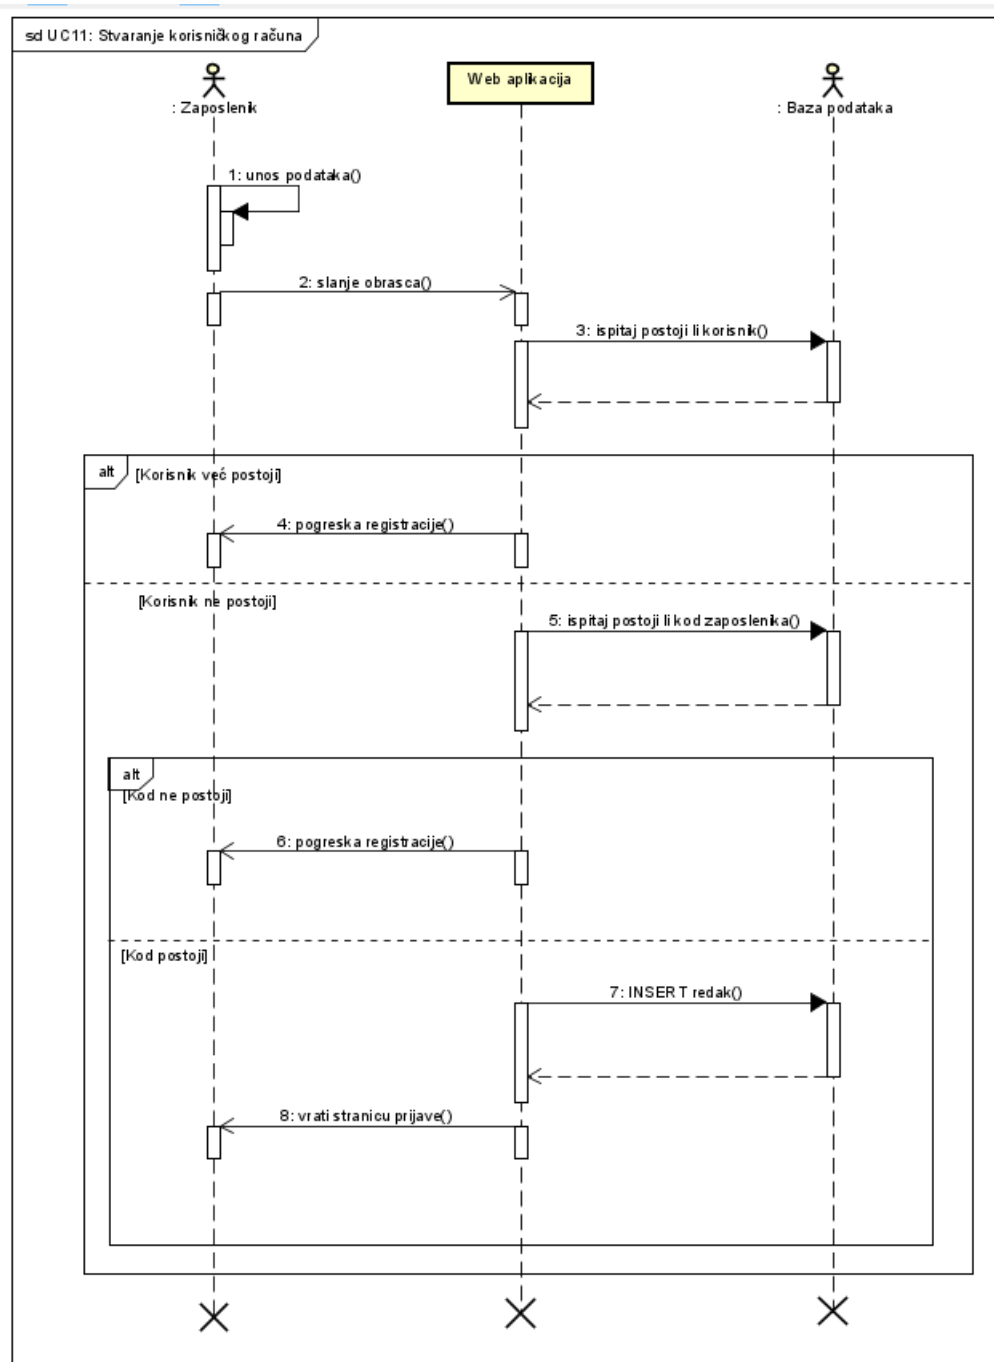 sd UC11: Stvaranje korisničkog računa
: Zaposlenik
Web aplikacija
: Baza podataka
1: unos podataka()
2: slanje obrasca()
3: ispitaj postoji li korisnik()
alt
[Korisnik već postoji]
4: pogreska registracije()
[Korisnik ne postoji]
5: ispitaj postoji li kod zaposlenika()
alt
[Kod ne postoji]
6: pogreska registracije()
[Kod postoji]
7: INSERT redak()
8: vrati stranicu prijave()